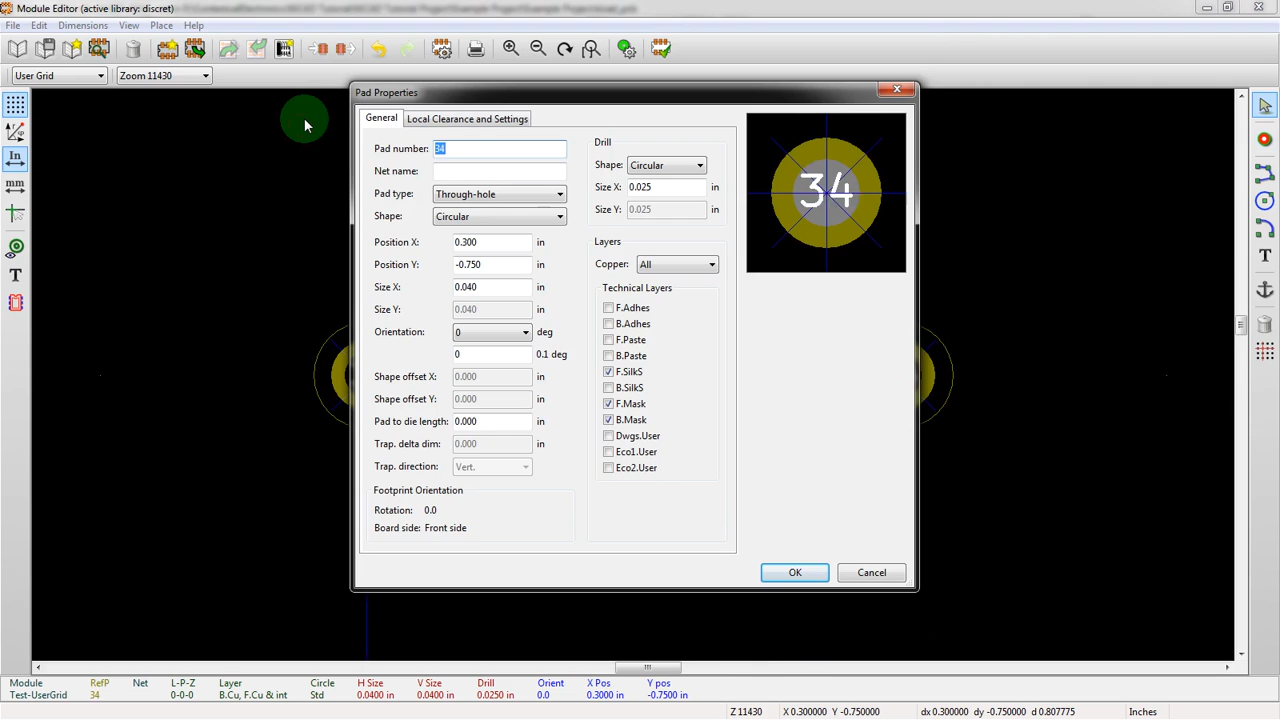 Module Editor (active library: discret)
File Edit Dimensions View Place Help
User Grid Zoom 11430
Pad Properties
General Local Clearance and Settings
Pad number: 34
Net name:
Pad type: Through-hole
Shape: Circular
Position X: 0.300 in
Position Y: -0.750 in
Size X: 0.040 in
Size Y: 0.040 in
Orientation: 0 deg
0 0.1 deg
Shape offset X: 0.000 in
Shape offset Y: 0.000 in
Pad to die length: 0.000 in
Trap. delta dim: 0.000 in
Trap. direction: Vert.
Footprint Orientation
Rotation: 0.0
Board side: Front side
Drill
Shape: Circular
Size X: 0.025 in
Size Y: 0.025 in
Layers
Copper: All
Technical Layers
F.Adhes
B.Adhes
F.Paste
B.Paste
F.SilkS
B.SilkS
F.Mask
B.Mask
Dwgs.User
Eco1.User
Eco2.User
34
OK Cancel
In
mm
T
T
Module RefP Net L-P-Z Layer Circle H Size V Size Drill Orient X Pos Y pos
Test-UserGrid 34 0-0-0 B.Cu, F.Cu & int Std 0.0400 in 0.0400 in 0.0250 in 0.0 0.3000 in -0.7500 in
Z 11430 X 0.300000 Y -0.750000 dx 0.300000 dy -0.750000 d 0.807775 Inches